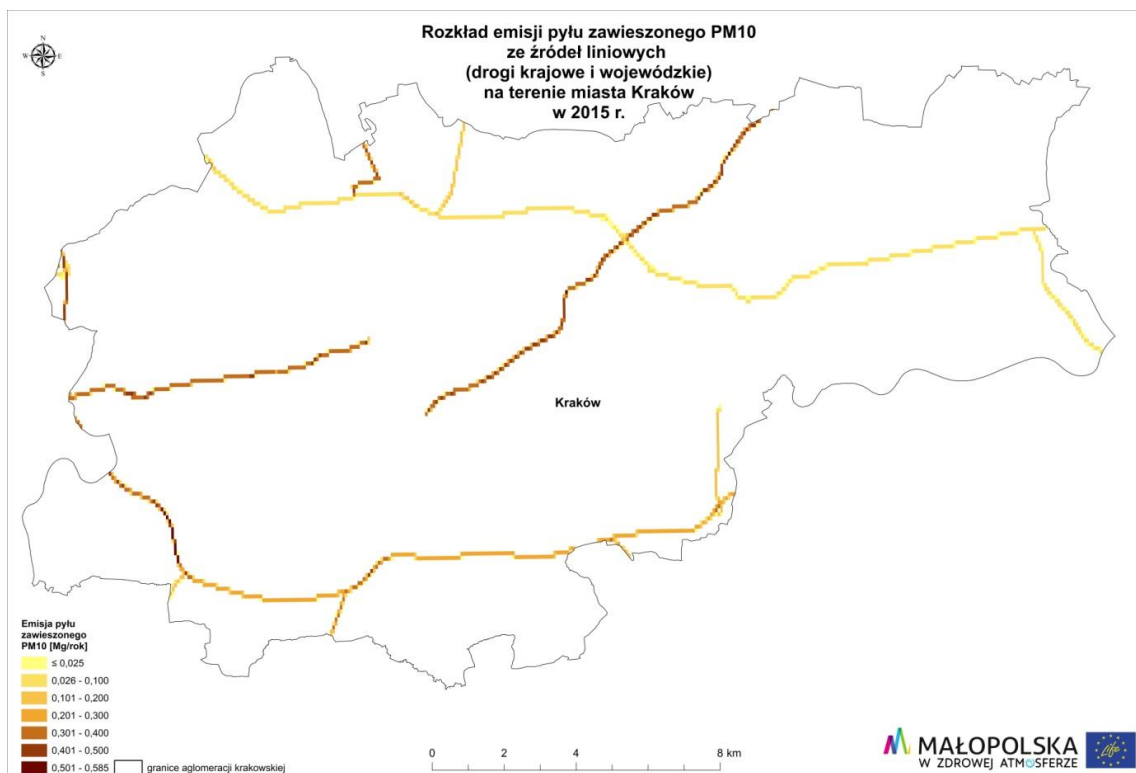 Rozkład emisji pyłu zawieszonego PM10
ze źródeł liniowych
(drogi krajowe i wojewódzkie)
na terenie miasta Kraków
w 2015 r.
N
W E
S
Kraków
Emisja pyłu
zawieszonego
PM10 [Mg/rok]
≤ 0,025
0,026 - 0,100
0,101 - 0,200
0,201 - 0,300
0,301 - 0,400
0,401 - 0,500
0,501 - 0,585
granice aglomeracji krakowskiej
0 2 4 8 km
MAŁOPOLSKA
W ZDROWEJ ATMOSFERZE
Life